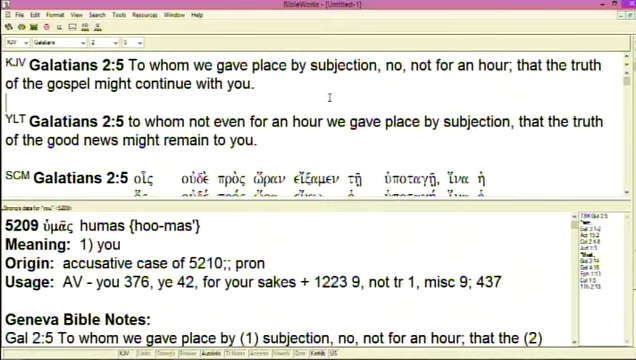 BibleWorks - [Untitled-1]
File Edit Format View Search Tools Resources Window Help
KJV Galatians 2 5
KJV Galatians 2:5 To whom we gave place by subjection, no, not for an hour; that the truth
of the gospel might continue with you.
YLT Galatians 2:5 to whom not even for an hour we gave place by subjection, that the truth
of the good news might remain to you.
SCM Galatians 2:5 οἷς οὐδὲ πρὸς ὥραν εἴξαμεν τῇ ὑποταγῇ, ἵνα ἡ
Strong's data for "you" <5209>
5209 ὑμᾶς humas {hoo-mas'}
Meaning: 1) you
Origin: accusative case of 5210;; pron
Usage: AV - you 376, ye 42, for your sakes + 1223 9, not tr 1, misc 9; 437
Geneva Bible Notes:
Gal 2:5 To whom we gave place by (1) subjection, no, not for an hour; that the (2)